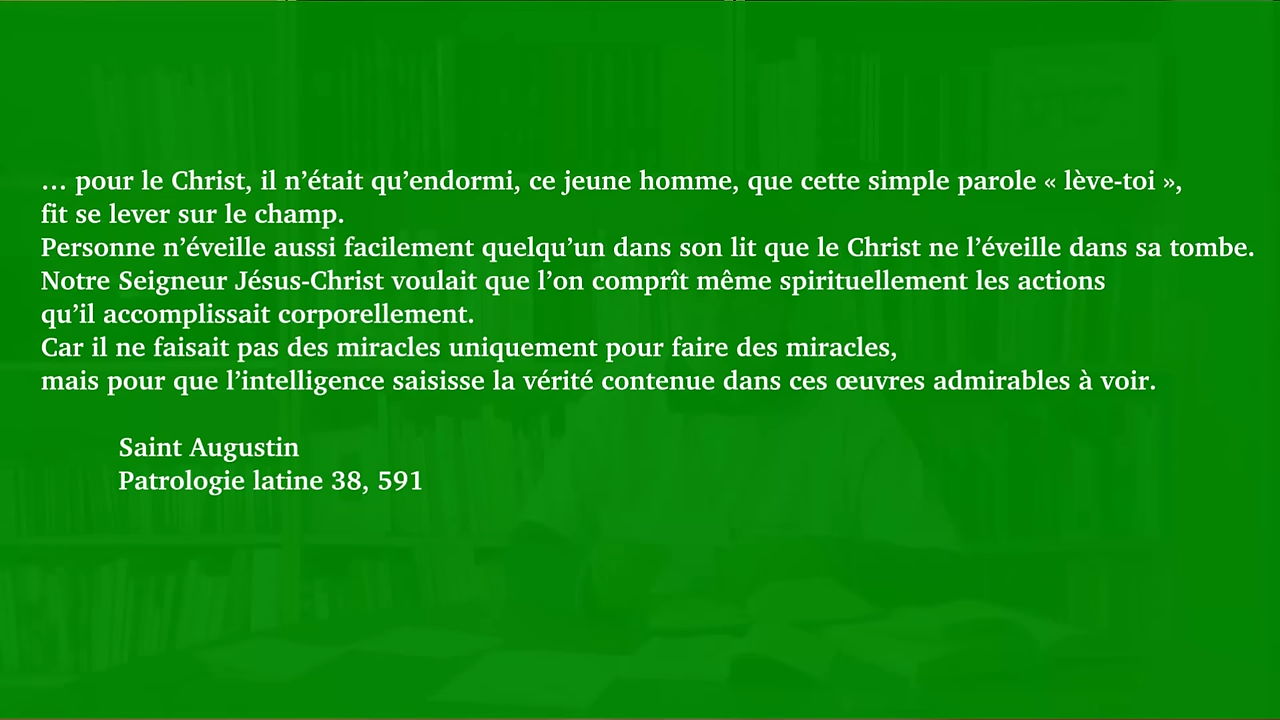 … pour le Christ, il n’était qu’endormi, ce jeune homme, que cette simple parole « lève-toi »,
fit se lever sur le champ.
Personne n’éveille aussi facilement quelqu’un dans son lit que le Christ ne l’éveille dans sa tombe.
Notre Seigneur Jésus-Christ voulait que l’on comprît même spirituellement les actions
qu’il accomplissait corporellement.
Car il ne faisait pas des miracles uniquement pour faire des miracles,
mais pour que l’intelligence saisisse la vérité contenue dans ces œuvres admirables à voir.
Saint Augustin
Patrologie latine 38, 591